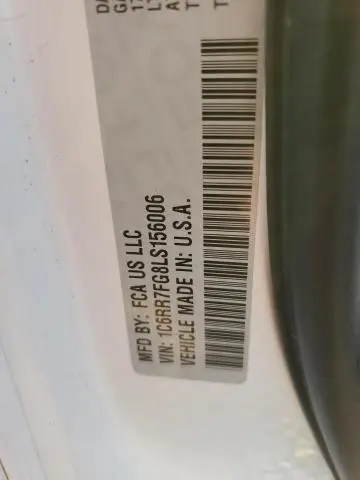 MFD BY: FCA US LLC
VIN: 1C6RR7FG8LS156006
VEHICLE MADE IN: U.S.A.